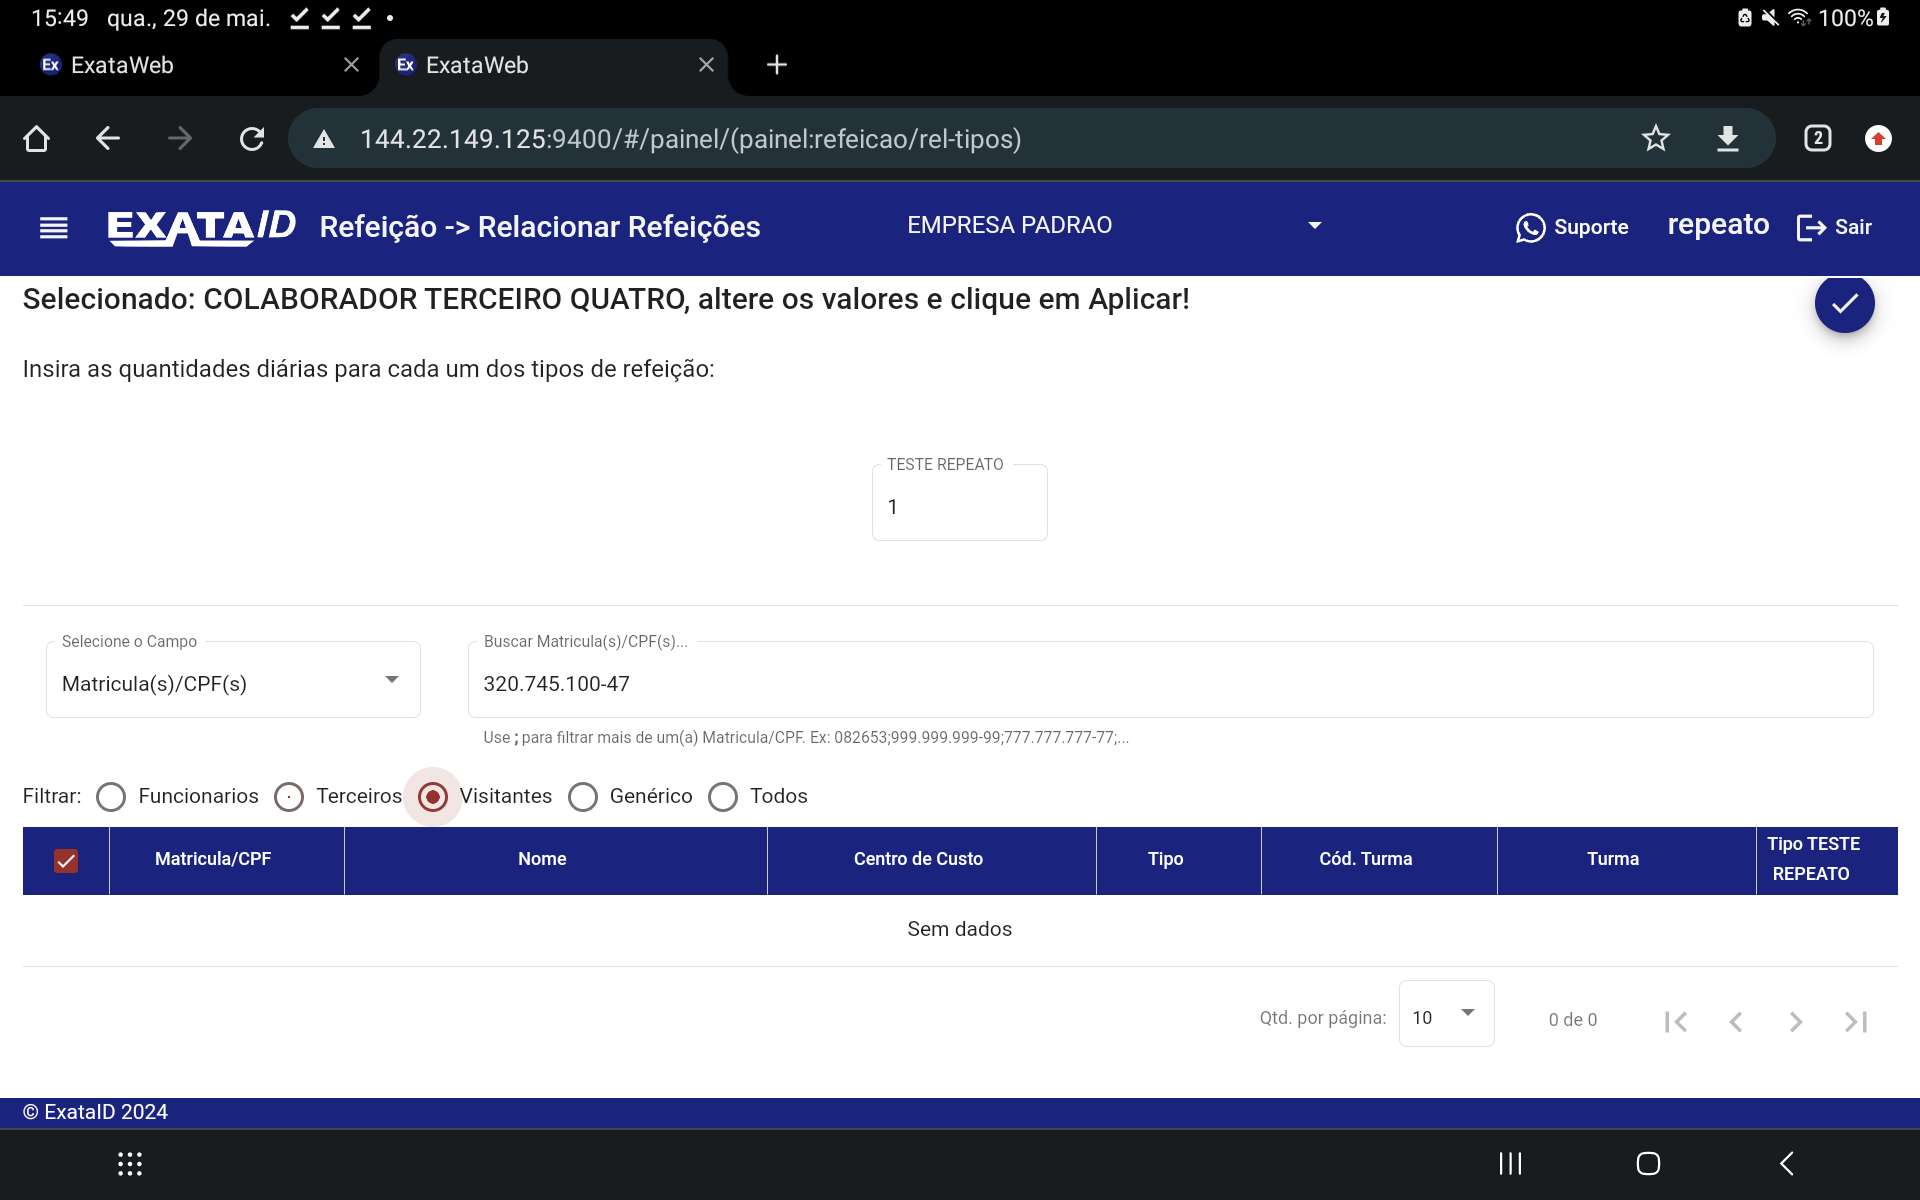 15:49 qua., 29 de mai. 100%
Ex ExataWeb Ex ExataWeb
144.22.149.125:9400/#/painel/(painel:refeicao/rel-tipos) 2
EXATAID Refeição -> Relacionar Refeições EMPRESA PADRAO Suporte repeato Sair
Selecionado: COLABORADOR TERCEIRO QUATRO, altere os valores e clique em Aplicar!
Insira as quantidades diárias para cada um dos tipos de refeição:
TESTE REPEATO
1
Selecione o Campo Buscar Matricula(s)/CPF(s)...
Matricula(s)/CPF(s) 320.745.100-47
Use ; para filtrar mais de um(a) Matricula/CPF. Ex: 082653;999.999.999-99;777.777.777-77;...
Filtrar: Funcionarios Terceiros Visitantes Genérico Todos
Matricula/CPF Nome Centro de Custo Tipo Cód. Turma Turma Tipo TESTE
REPEATO
Sem dados
Qtd. por página: 10 0 de 0
© ExataID 2024